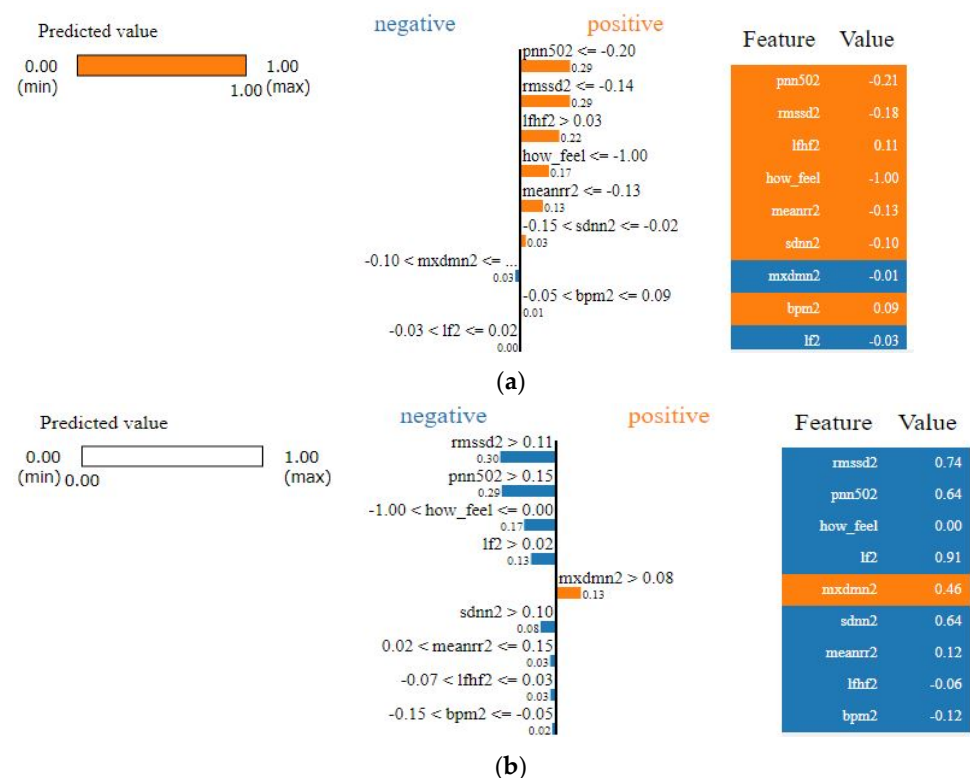 negative positive
Predicted value
0.00 1.00
(min) (max)
1.00
pnn502 <= -0.20
0.29
rmssd2 <= -0.14
0.29
lfhf2 > 0.03
0.22
how_feel <= -1.00
0.17
meanrr2 <= -0.13
0.13
-0.15 < sdnn2 <= -0.02
0.03
-0.10 < mxdmn2 <= ...
0.03
-0.05 < bpm2 <= 0.09
0.01
-0.03 < lf2 <= 0.02
0.00
Feature Value
pnn502 -0.21
rmssd2 -0.18
lfhf2 0.11
how_feel -1.00
meanrr2 -0.13
sdnn2 -0.10
mxdmn2 -0.01
bpm2 0.09
lf2 -0.03
(a)
negative positive
Predicted value
0.00 1.00
(min) (max)
0.00
rmssd2 > 0.11
0.30
pnn502 > 0.15
0.29
-1.00 < how_feel <= 0.00
0.17
lf2 > 0.02
0.13
mxdmn2 > 0.08
0.13
sdnn2 > 0.10
0.08
0.02 < meanrr2 <= 0.15
0.03
-0.07 < lfhf2 <= 0.03
0.03
-0.15 < bpm2 <= -0.05
0.02
Feature Value
rmssd2 0.74
pnn502 0.64
how_feel 0.00
lf2 0.91
mxdmn2 0.46
sdnn2 0.64
meanrr2 0.12
lfhf2 -0.06
bpm2 -0.12
(b)